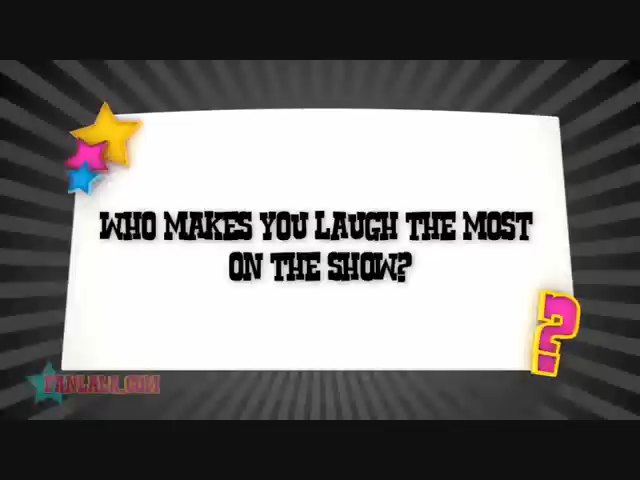 WHO MAKES YOU LAUGH THE MOST
ON THE SHOW?
?
FANLALA.COM